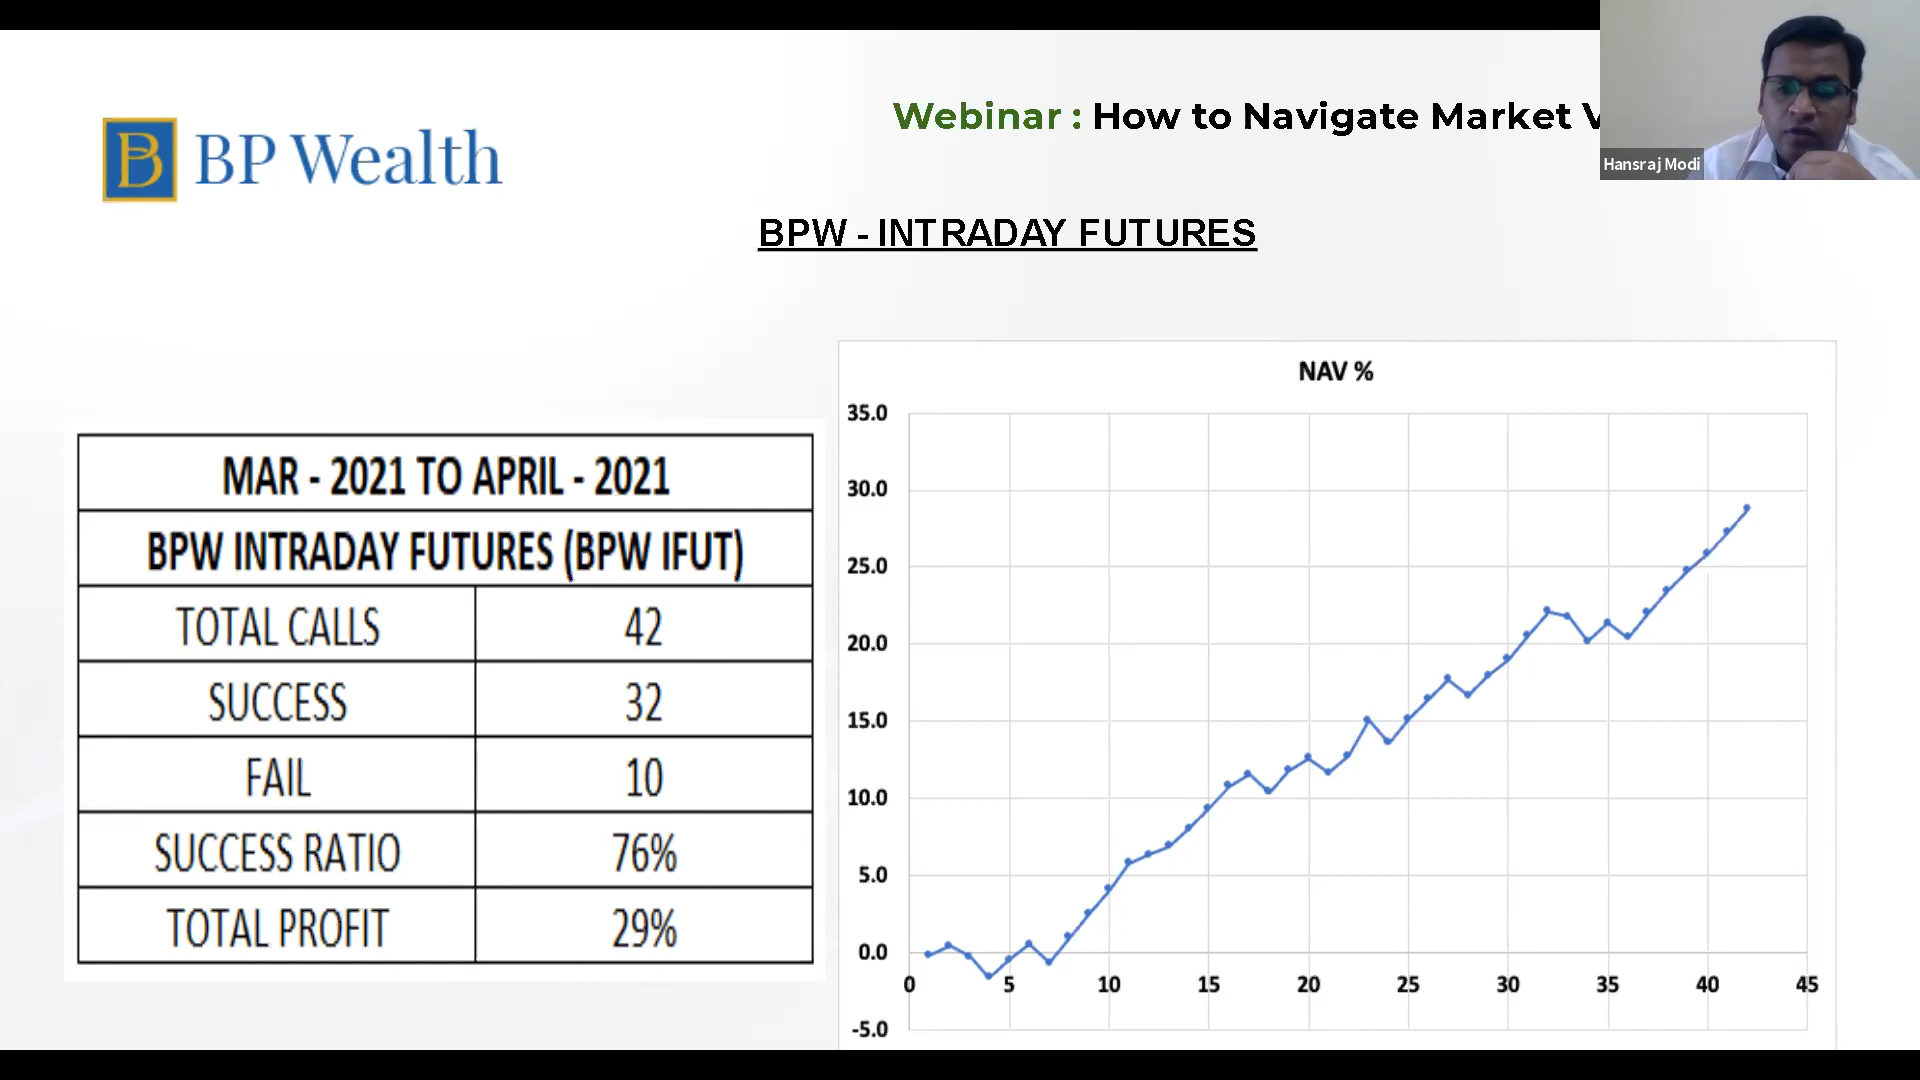 Webinar : How to Navigate Market V
Hansraj Modi
B BP Wealth
BPW - INTRADAY FUTURES
MAR - 2021 TO APRIL - 2021
BPW INTRADAY FUTURES (BPW IFUT)
TOTAL CALLS 42
SUCCESS 32
FAIL 10
SUCCESS RATIO 76%
TOTAL PROFIT 29%
NAV %
35.0
30.0
25.0
20.0
15.0
10.0
5.0
0.0
0 5 10 15 20 25 30 35 40 45
-5.0